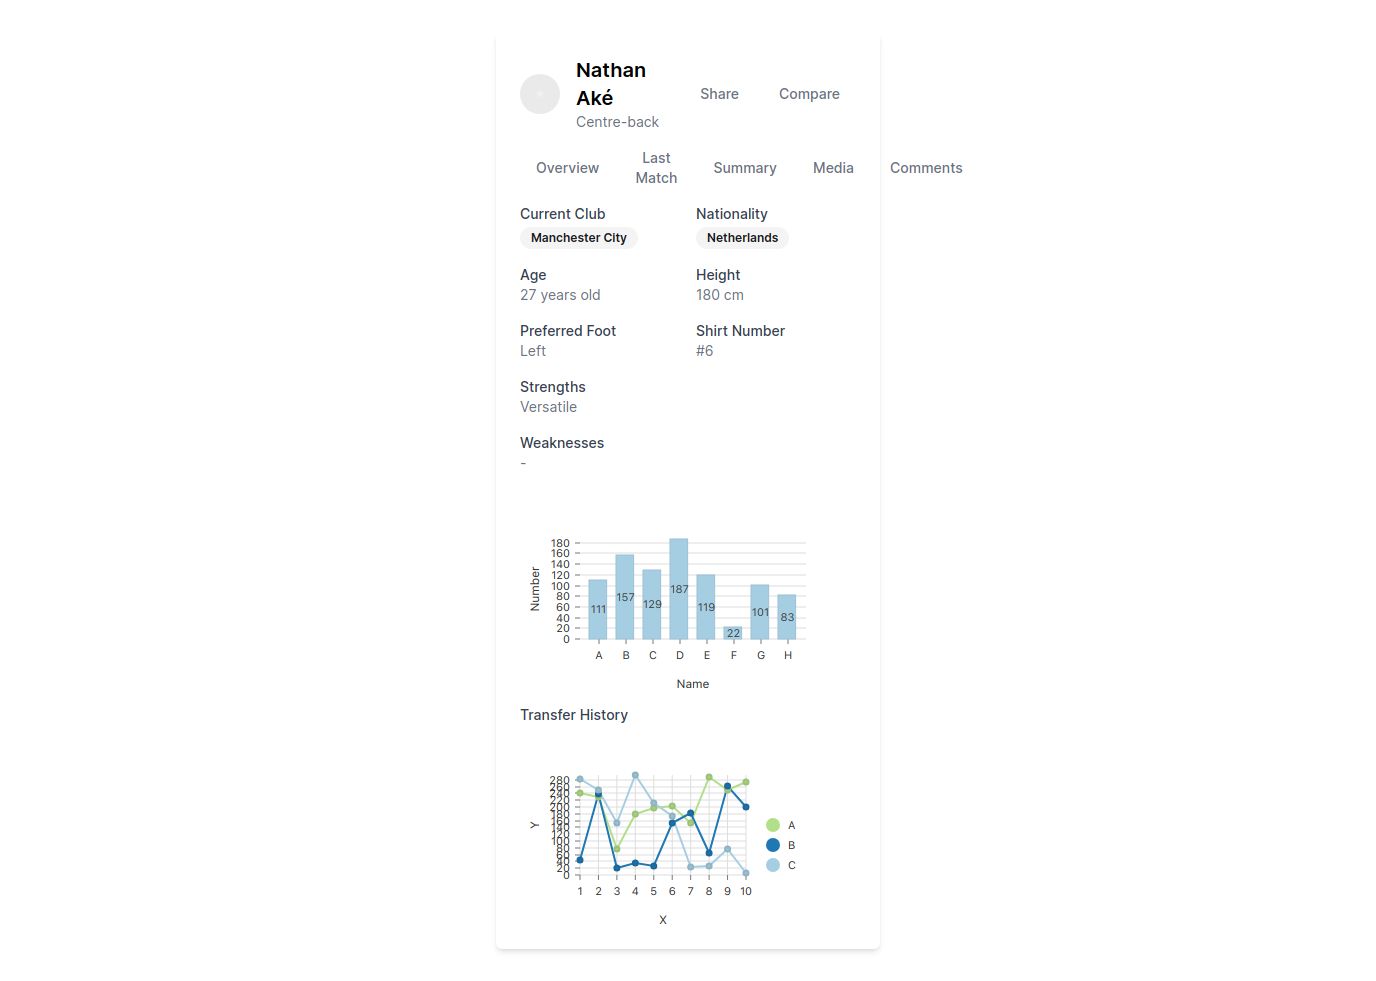 Nathan
Aké
Centre-back
Share Compare
Overview Last Match Summary Media Comments
Current Club Nationality
Manchester City Netherlands
Age Height
27 years old 180 cm
Preferred Foot Shirt Number
Left #6
Strengths
Versatile
Weaknesses
-
180
160
140
120
100
80
60
40
20
0
Number
111 157 129 187 119 22 101 83
A B C D E F G H
Name
Transfer History
280
260
240
220
200
180
160
140
120
100
80
60
40
20
0
Y
A
B
C
1 2 3 4 5 6 7 8 9 10
X